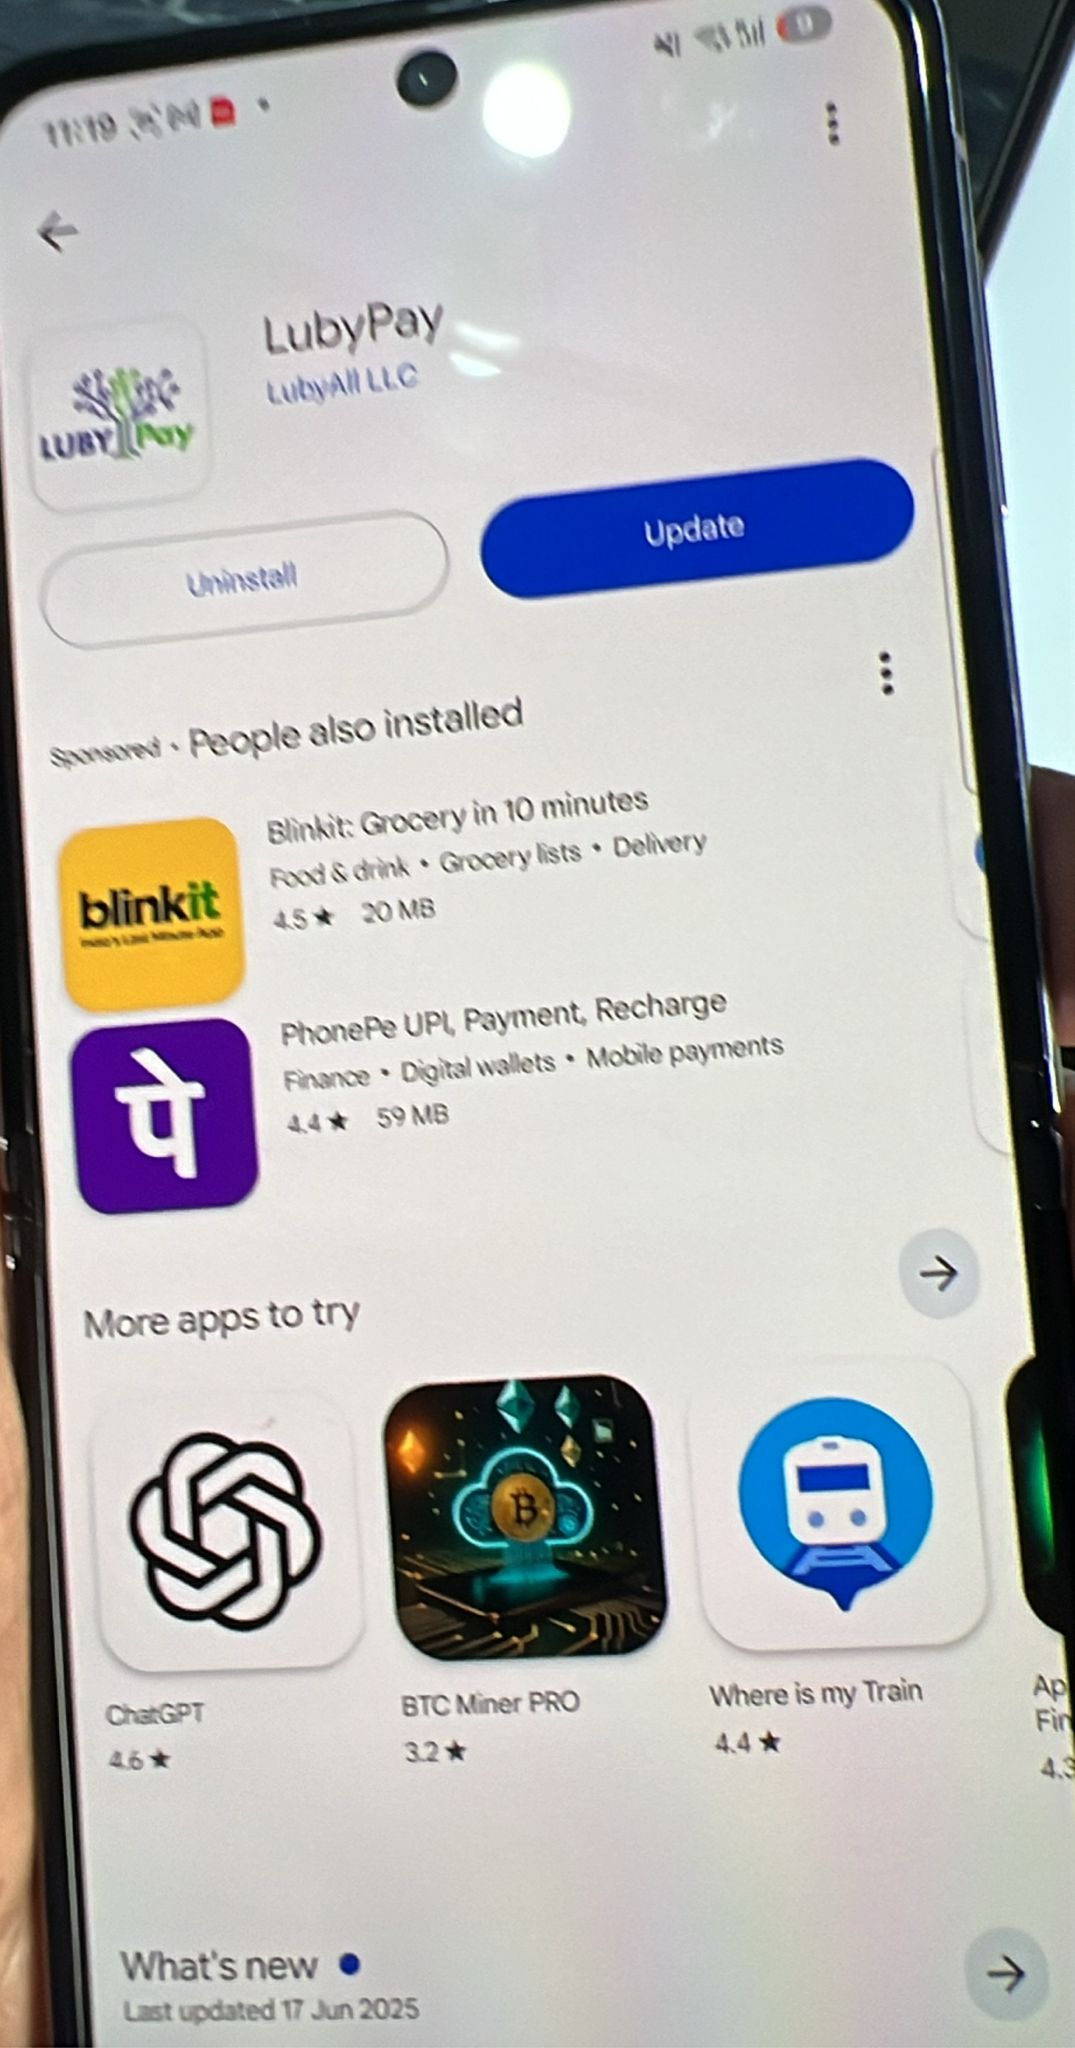 11:19
LubyPay
LubyAll LLC
LUBY Pay
Uninstall
Update
Sponsored • People also installed
Blinkit: Grocery in 10 minutes
Food & drink • Grocery lists • Delivery
4.5★ 20 MB
blinkit
India's Last Minute App
PhonePe UPI, Payment, Recharge
Finance • Digital wallets • Mobile payments
4.4★ 59 MB
पे
More apps to try
ChatGPT
4.6★
BTC Miner PRO
3.2★
Where is my Train
4.4★
Ap
Fin
4.3
What's new
Last updated 17 Jun 2025